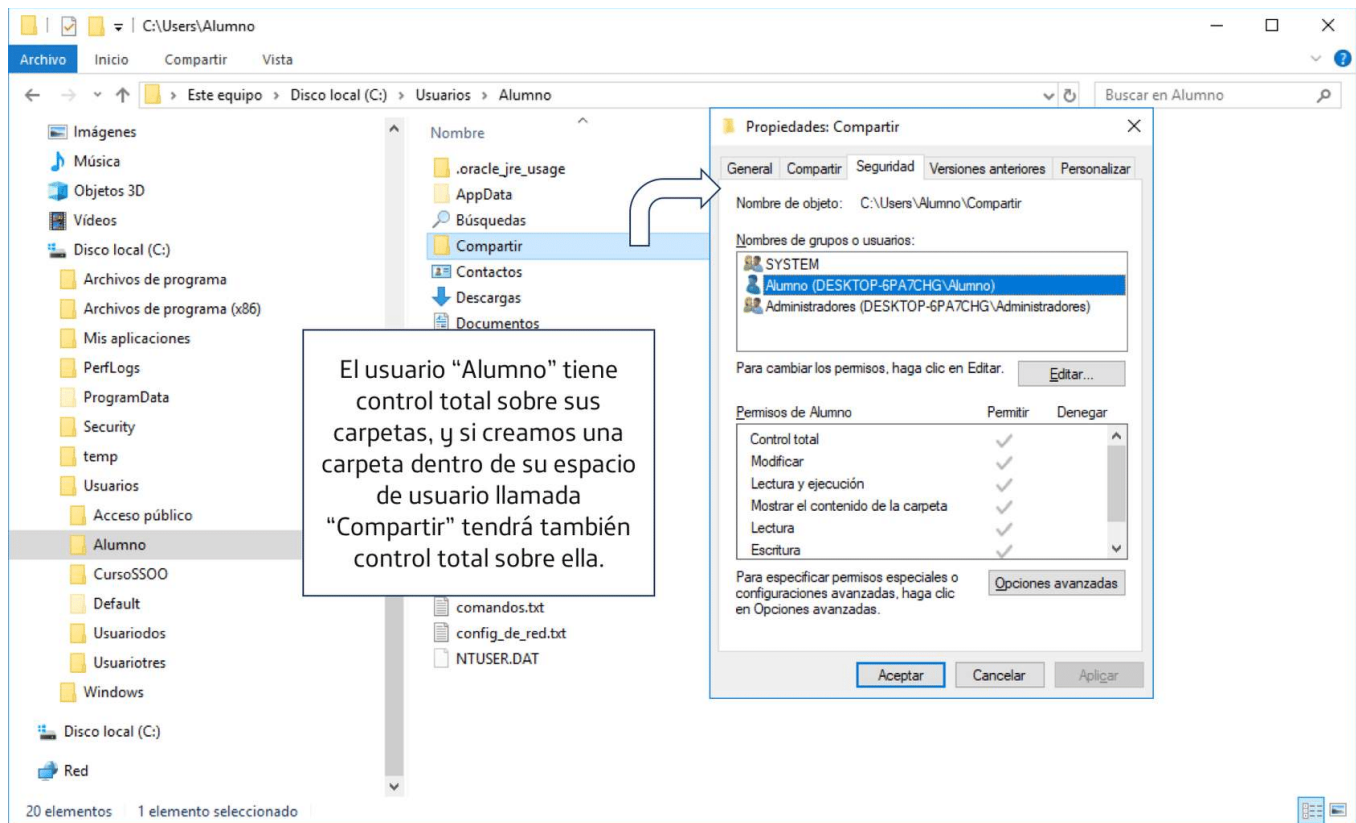 C:\Users\Alumno
Archivo Inicio Compartir Vista
Este equipo > Disco local (C:) > Usuarios > Alumno
Buscar en Alumno
Imágenes
Música
Objetos 3D
Vídeos
Disco local (C:)
Archivos de programa
Archivos de programa (x86)
Mis aplicaciones
PerfLogs
ProgramData
Security
temp
Usuarios
Acceso público
Alumno
CursoSSOO
Default
Usuariodos
Usuariotres
Windows
Disco local (C:)
Red
Nombre
.oracle_jre_usage
AppData
Búsquedas
Compartir
Contactos
Descargas
Documentos
comandos.txt
config_de_red.txt
NTUSER.DAT
El usuario “Alumno” tiene
control total sobre sus
carpetas, y si creamos una
carpeta dentro de su espacio
de usuario llamada
“Compartir” tendrá también
control total sobre ella.
Propiedades: Compartir
General Compartir Seguridad Versiones anteriores Personalizar
Nombre de objeto: C:\Users\Alumno\Compartir
Nombres de grupos o usuarios:
SYSTEM
Alumno (DESKTOP-6PA7CHG\Alumno)
Administradores (DESKTOP-6PA7CHG\Administradores)
Para cambiar los permisos, haga clic en Editar.
Editar...
Permisos de Alumno Permitir Denegar
Control total
Modificar
Lectura y ejecución
Mostrar el contenido de la carpeta
Lectura
Escritura
Para especificar permisos especiales o
configuraciones avanzadas, haga clic
en Opciones avanzadas.
Opciones avanzadas
Aceptar Cancelar Aplicar
20 elementos 1 elemento seleccionado